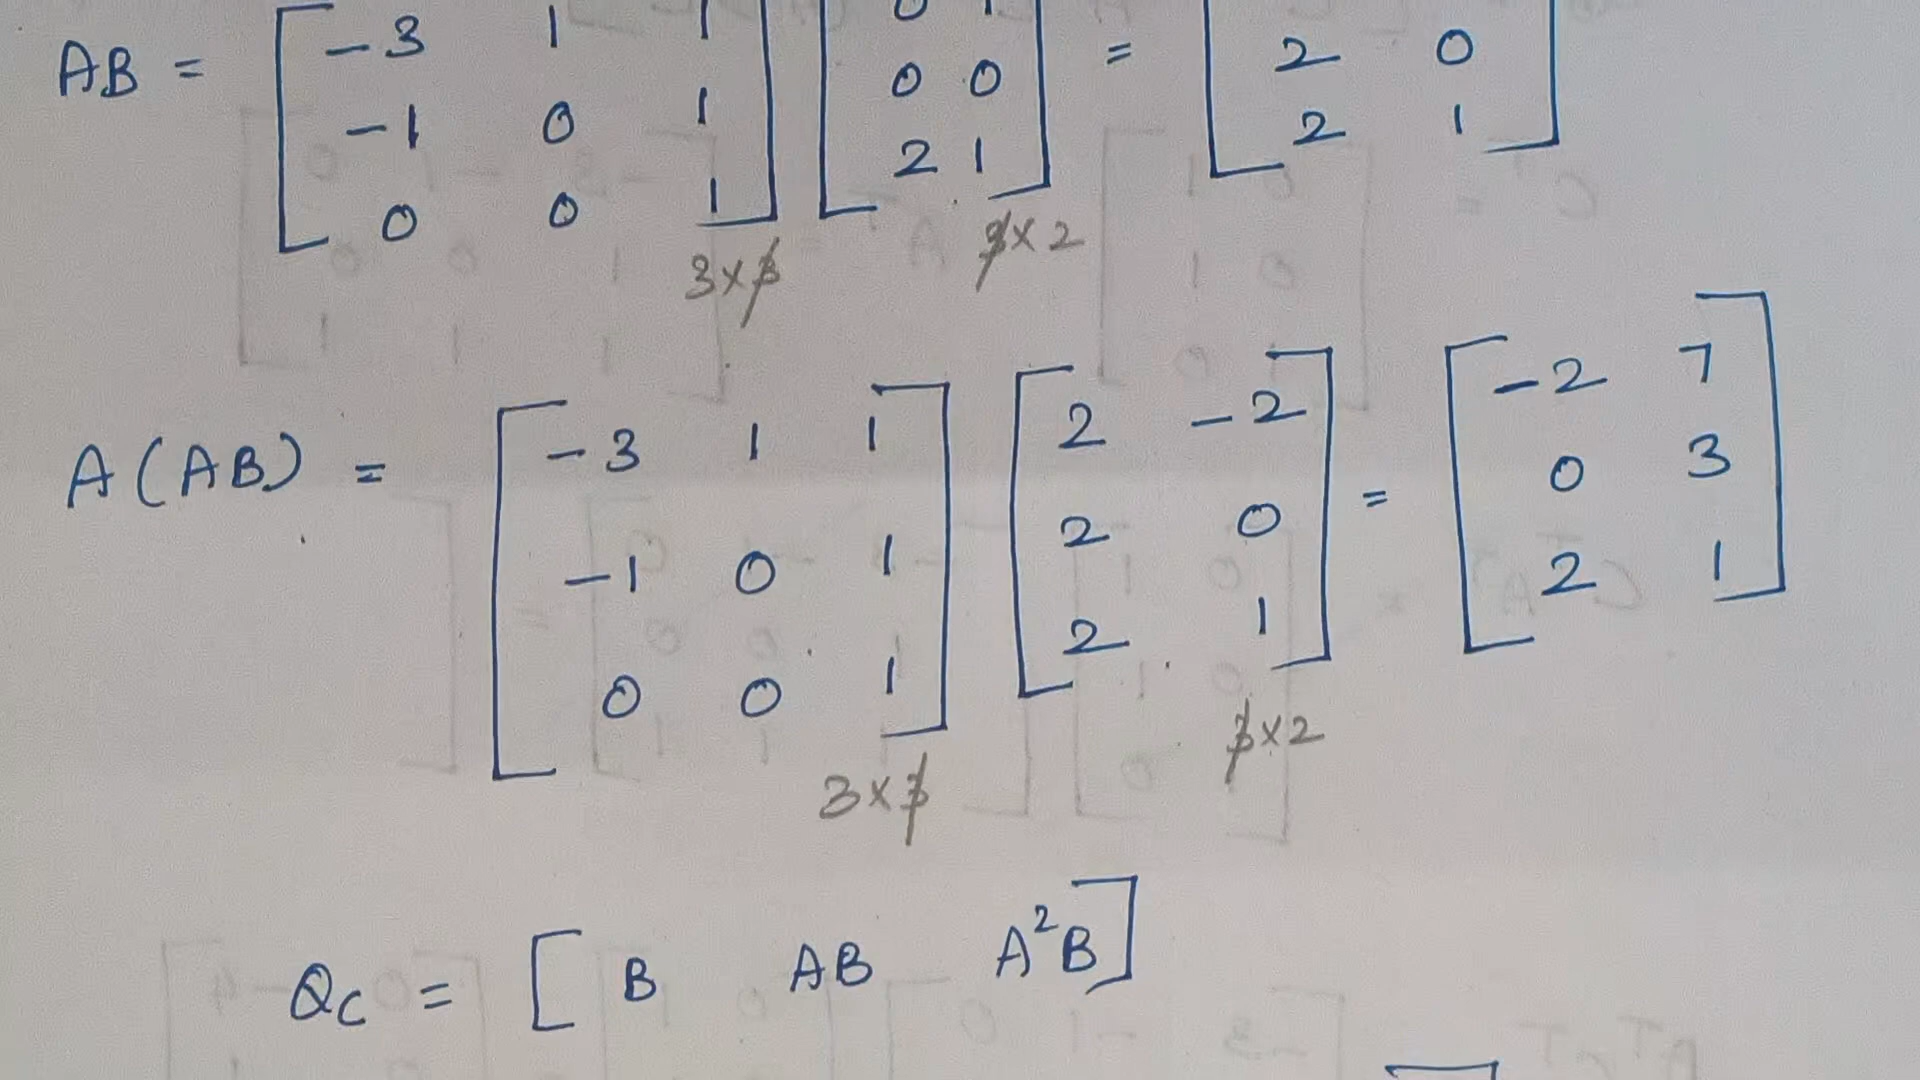 AB = [ -3 1 1 ] [ 0 1 ] =
[ -1 0 1 ] [ 0 0 ] [ 2 0 ]
[ 0 0 1 ] [ 2 1 ] [ 2 1 ]
3×3 3×2
A(AB) = [ -3 1 1 ] [ 2 -2 ] = [ -2 7 ]
[ -1 0 1 ] [ 2 0 ] [ 0 3 ]
[ 0 0 1 ] [ 2 1 ] [ 2 1 ]
3×3 3×2
Qc = [ B AB A²B ]